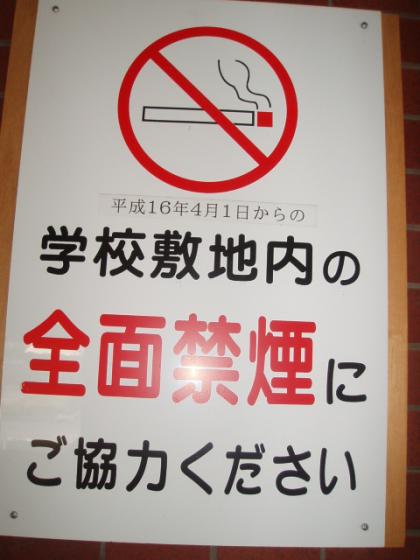 平成16年4月1日からの
学校敷地内の
全面禁煙に
ご協力ください